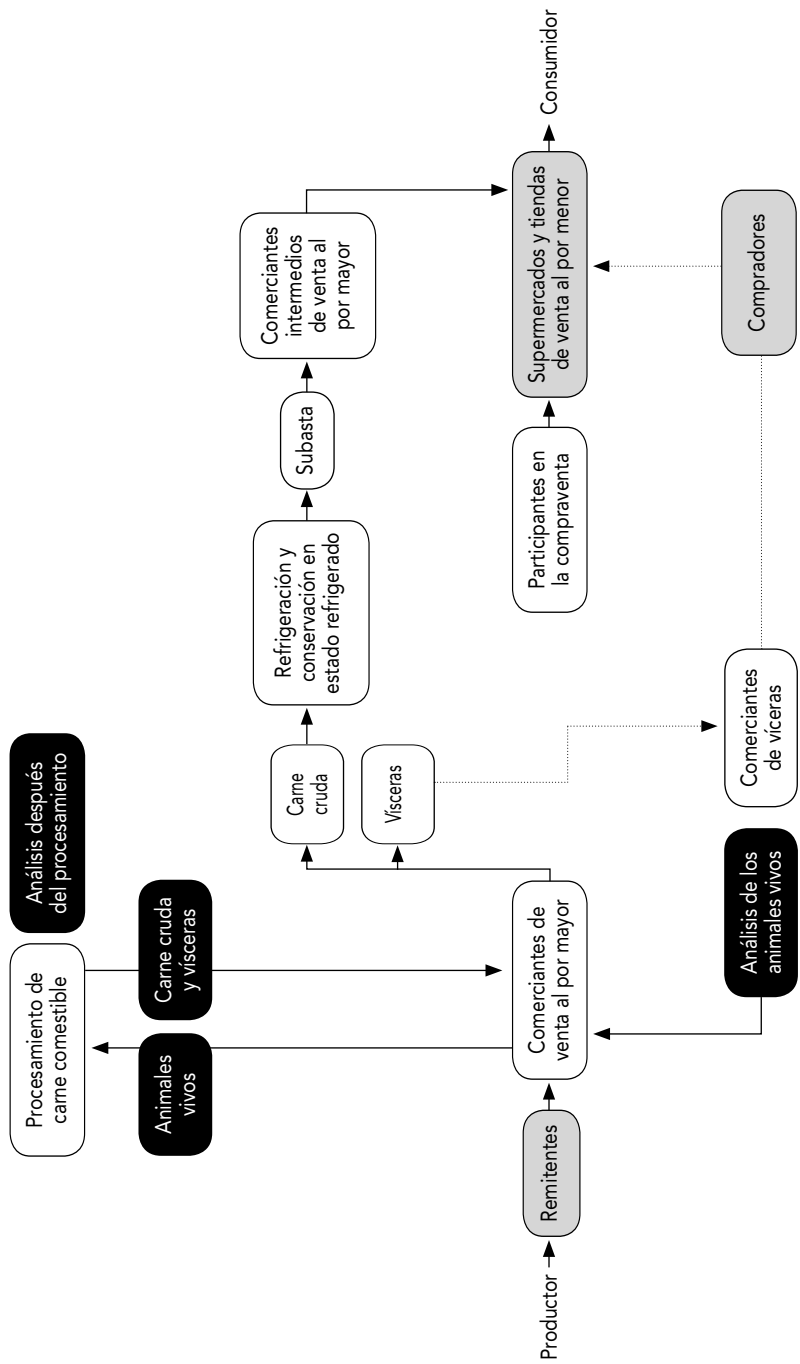 Procesamiento de
carne comestible
Análisis después
del procesamiento
Animales
vivos
Carne cruda
y vísceras
Carne
cruda
Refrigeración y
conservación en
estado refrigerado
Subasta
Comerciantes
intermedios
de venta al
por mayor
Vísceras
Productor
Remitentes
Comerciantes de
venta al por mayor
Participantes en
la compraventa
Supermercados y tiendas
de venta al por menor
Consumidor
Análisis de los
animales vivos
Comerciantes
de víceras
Compradores